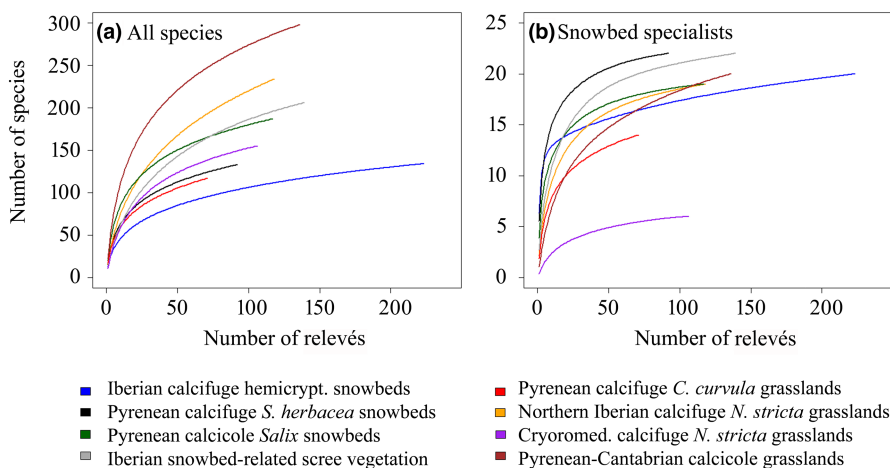 (a) All species
Number of species
300
250
200
150
100
50
0
0 50 100 150 200
Number of relevés
(b) Snowbed specialists
25
20
15
10
5
0
0 50 100 150 200
Number of relevés
Iberian calcifuge hemicrypt. snowbeds
Pyrenean calcifuge S. herbacea snowbeds
Pyrenean calcicole Salix snowbeds
Iberian snowbed-related scree vegetation
Pyrenean calcifuge C. curvula grasslands
Northern Iberian calcifuge N. stricta grasslands
Cryoromed. calcifuge N. stricta grasslands
Pyrenean-Cantabrian calcicole grasslands